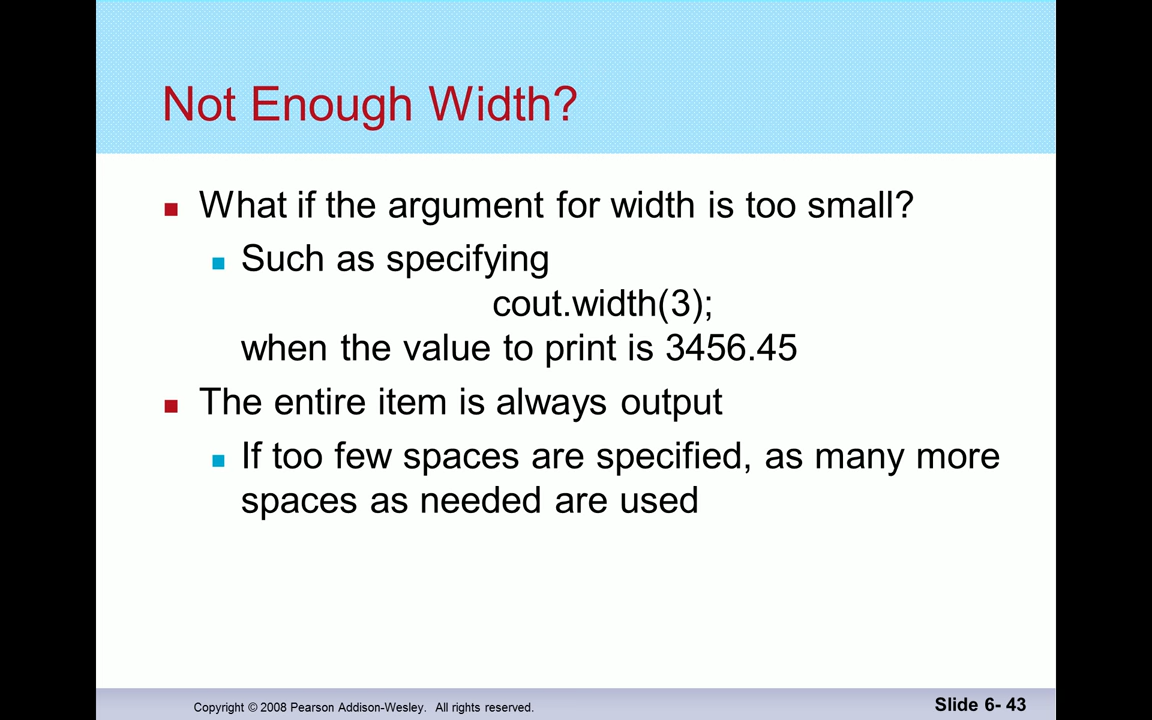 Not Enough Width?
What if the argument for width is too small?
Such as specifying
cout.width(3);
when the value to print is 3456.45
The entire item is always output
If too few spaces are specified, as many more
spaces as needed are used
Copyright © 2008 Pearson Addison-Wesley. All rights reserved.
Slide 6- 43